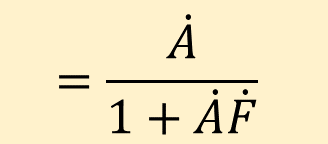 = Ȧ / (1 + ȦḞ)